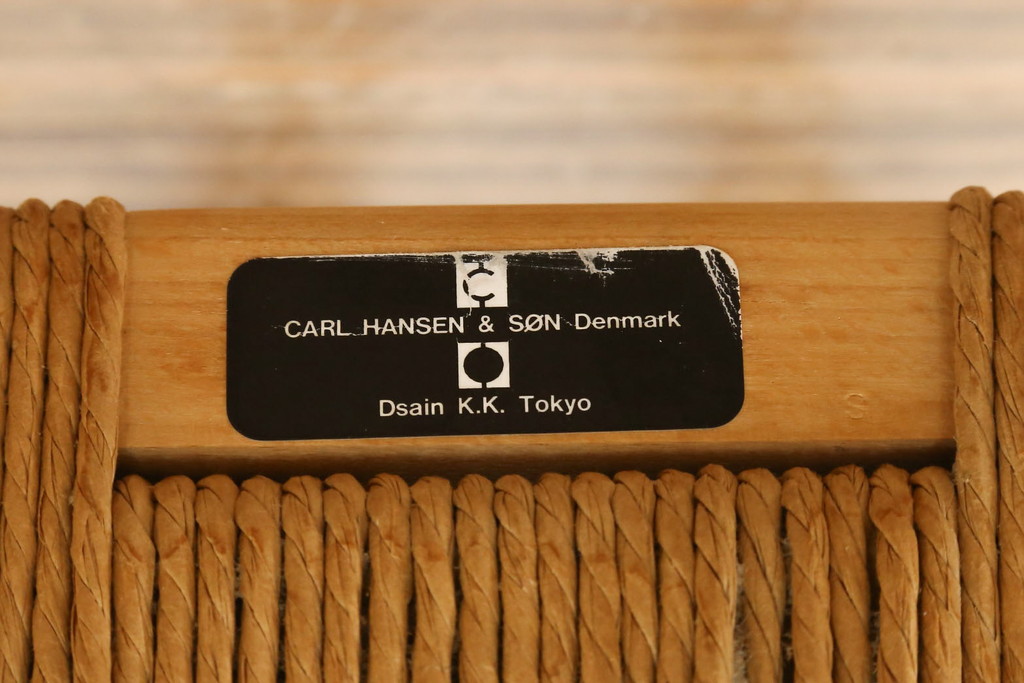 C
CARL HANSEN & SØN Denmark
Dsain K.K. Tokyo
S